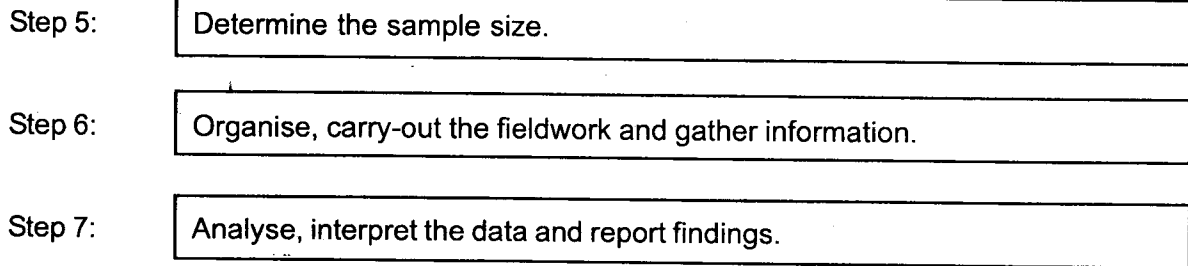 Step 5: Determine the sample size.
Step 6: Organise, carry-out the fieldwork and gather information.
Step 7: Analyse, interpret the data and report findings.